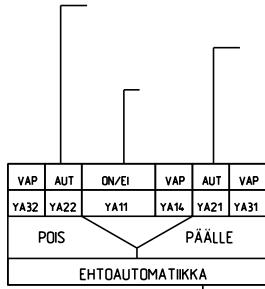 VAP AUT ON/EI VAP AUT VAP
YA32 YA22 YA11 YA14 YA21 YA31
POIS PÄÄLLE
EHTOAUTOMATIIKKA